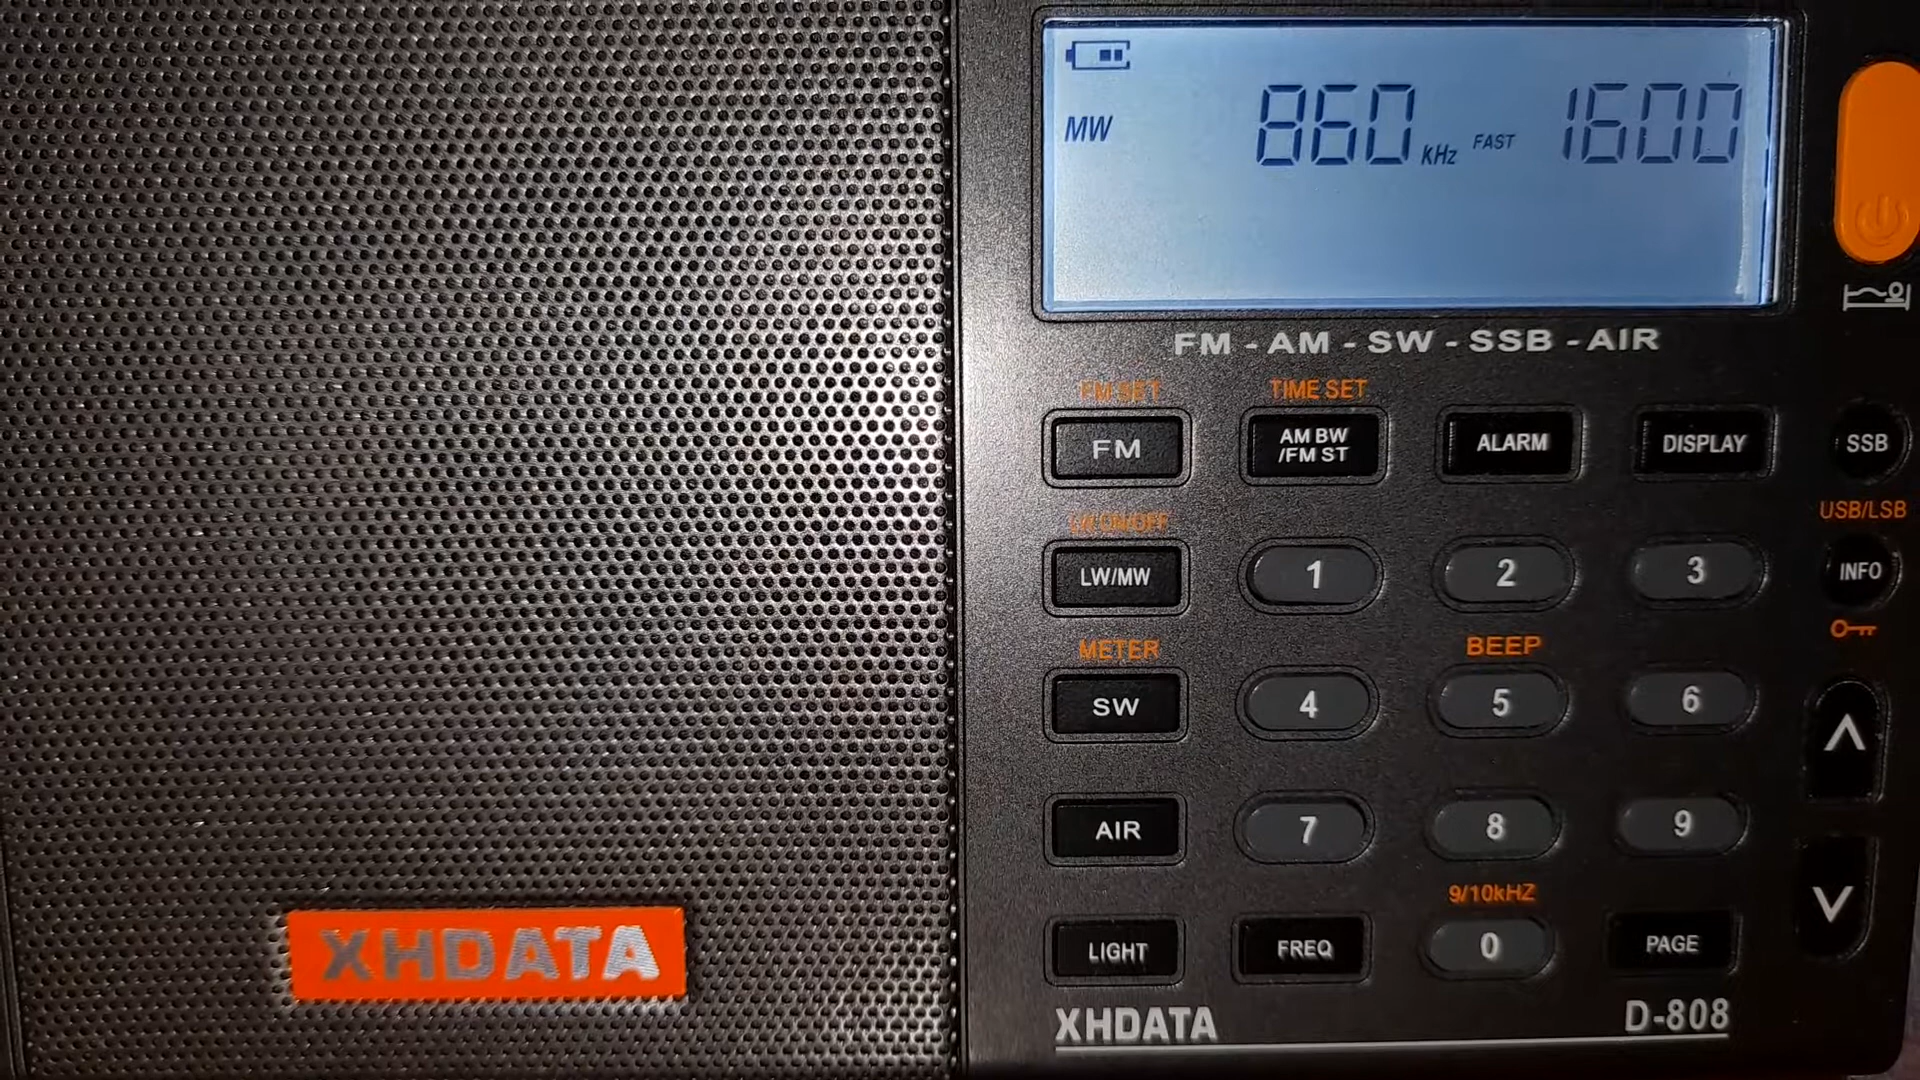 MW 860 kHz FAST 1600
FM - AM - SW - SSB - AIR
FM SET TIME SET
FM AM BW /FM ST ALARM DISPLAY SSB
USB/LSB
LW ON/OFF
LW/MW 1 2 3 INFO
METER BEEP
SW 4 5 6
AIR 7 8 9
9/10kHZ
LIGHT FREQ 0 PAGE
XHDATA
XHDATA D-808